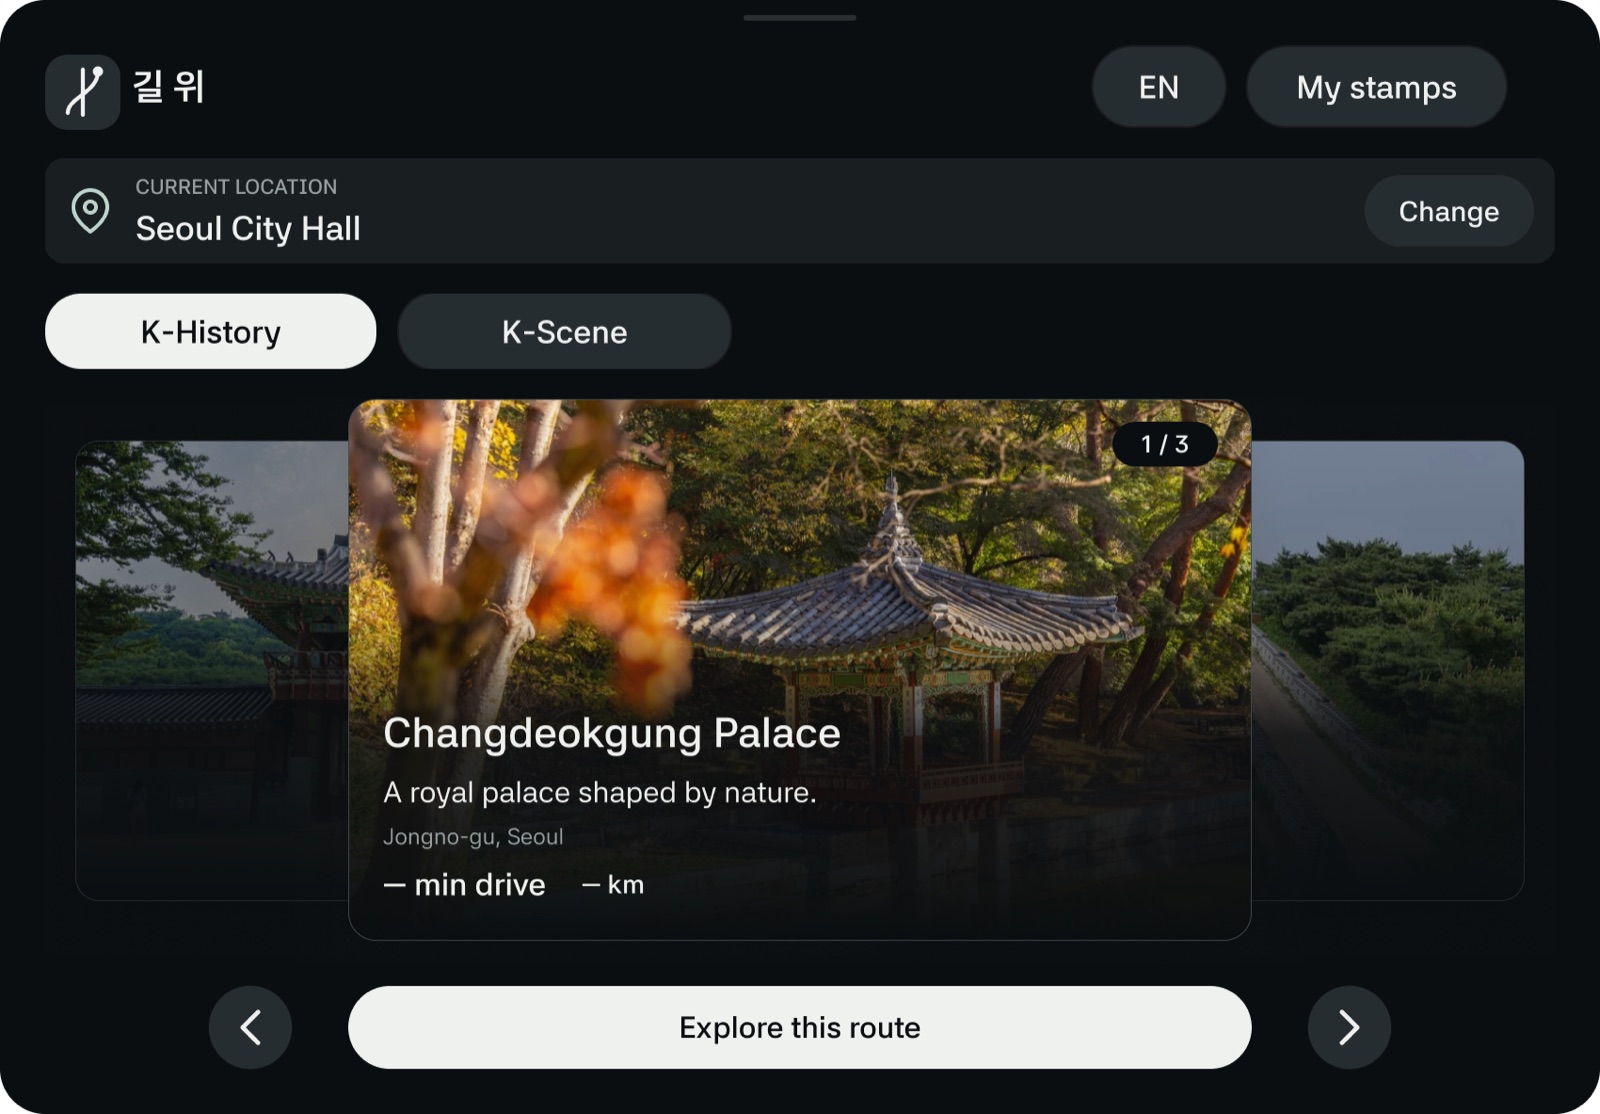 길 위
EN
My stamps
CURRENT LOCATION
Seoul City Hall
Change
K-History
K-Scene
1 / 3
Changdeokgung Palace
A royal palace shaped by nature.
Jongno-gu, Seoul
— min drive — km
Explore this route